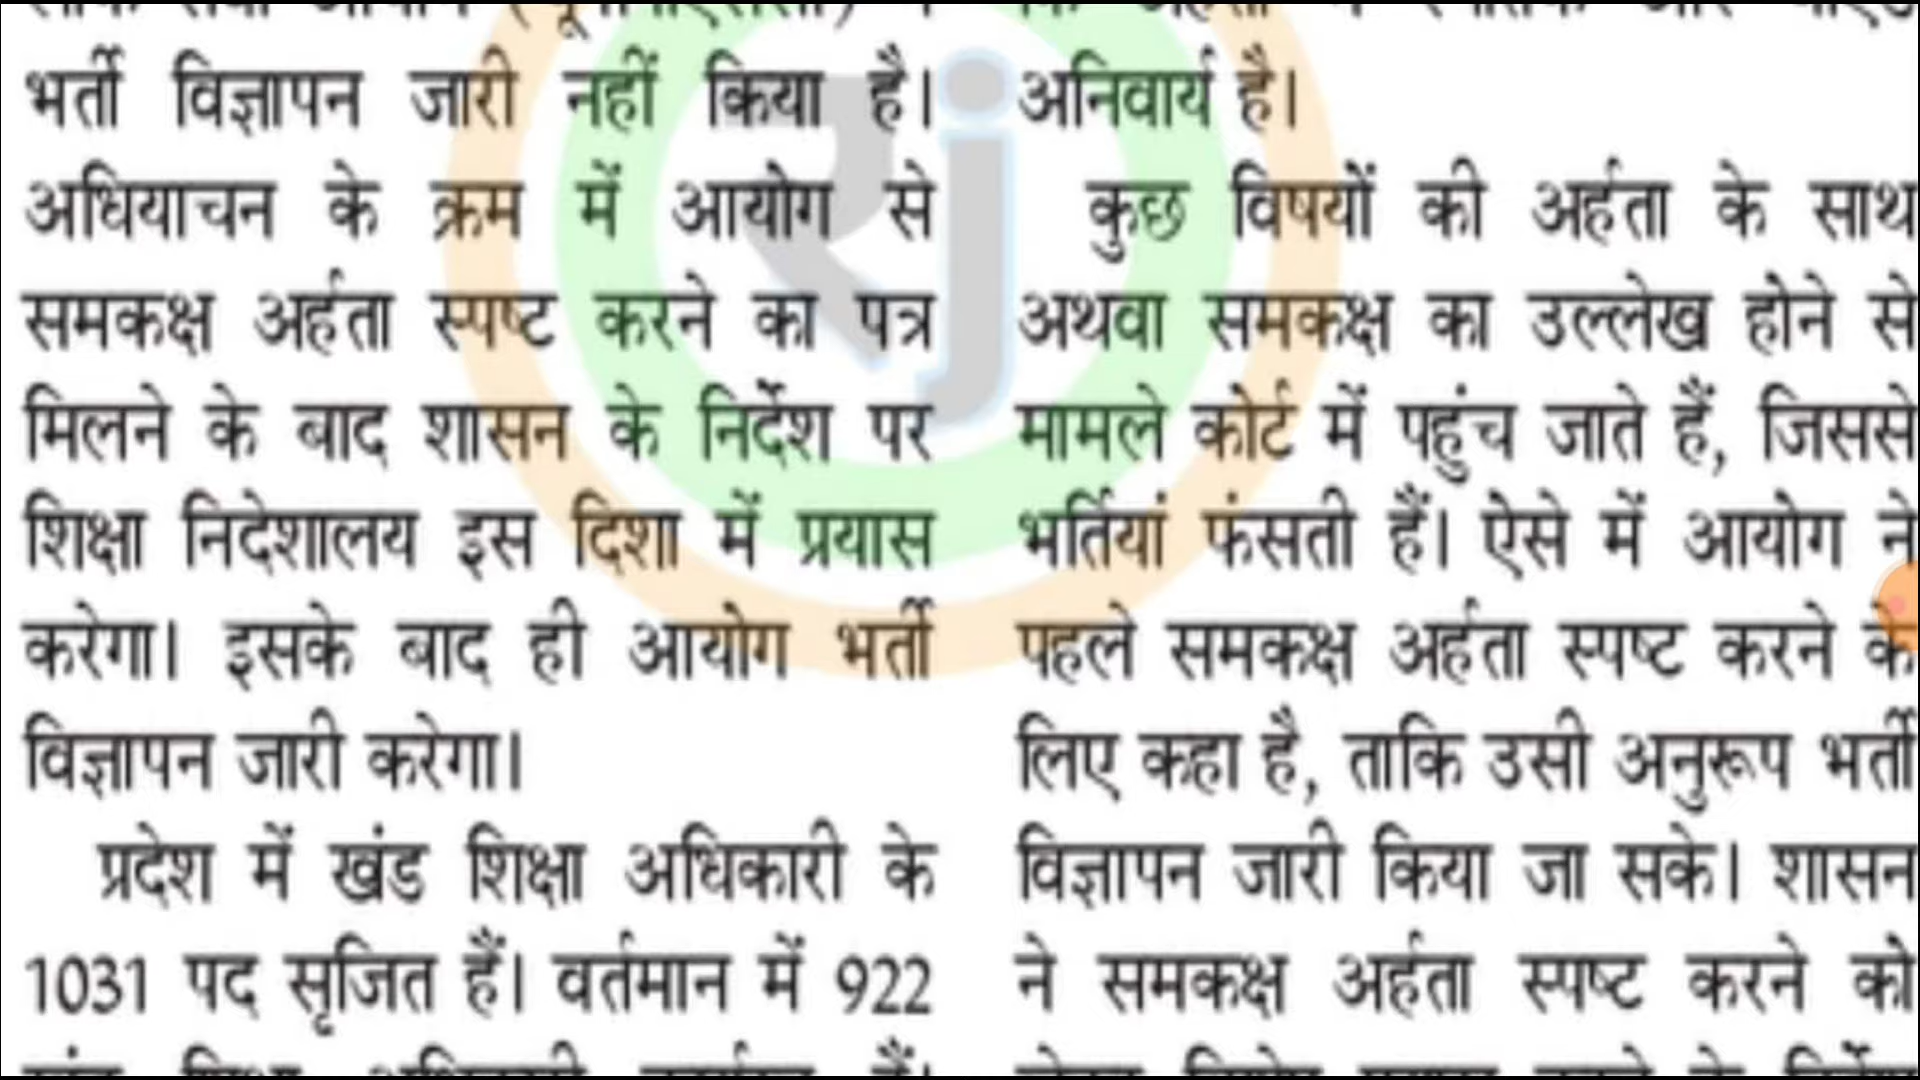 भर्ती विज्ञापन जारी नहीं किया है।
अधियाचन के क्रम में आयोग से
समकक्ष अर्हता स्पष्ट करने का पत्र
मिलने के बाद शासन के निर्देश पर
शिक्षा निदेशालय इस दिशा में प्रयास
करेगा। इसके बाद ही आयोग भर्ती
विज्ञापन जारी करेगा।
प्रदेश में खंड शिक्षा अधिकारी के
1031 पद सृजित हैं। वर्तमान में 922
अनिवार्य है।
कुछ विषयों की अर्हता के साथ
अथवा समकक्ष का उल्लेख होने से
मामले कोर्ट में पहुंच जाते हैं, जिससे
भर्तियां फंसती हैं। ऐसे में आयोग ने
पहले समकक्ष अर्हता स्पष्ट करने के
लिए कहा है, ताकि उसी अनुरूप भर्ती
विज्ञापन जारी किया जा सके। शासन
ने समकक्ष अर्हता स्पष्ट करने को
रj